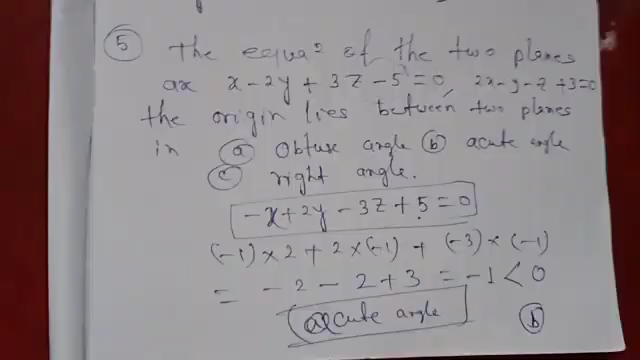 ⑤ The equaⁿ of the two planes
are x - 2y + 3z - 5 = 0, 2x - y - z + 3 = 0
the origin lies between two planes
in ⓐ obtuse angle ⓑ acute angle
ⓒ right angle.
-x + 2y - 3z + 5 = 0
(-1) × 2 + 2 × (-1) + (-3) × (-1)
= -2 - 2 + 3 = -1 < 0
acute angle ⓑ